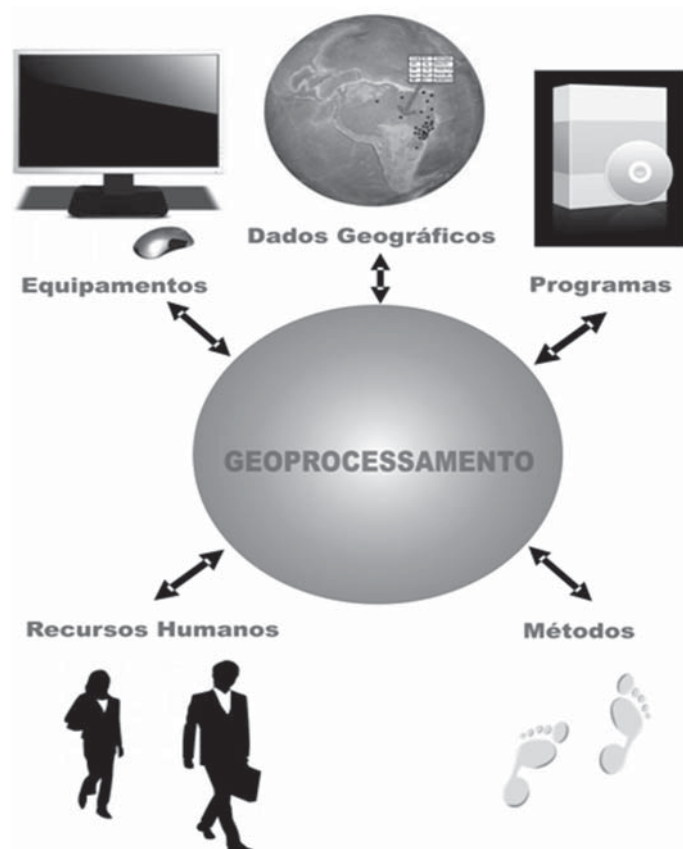 Dados Geográficos
Equipamentos
Programas
GEOPROCESSAMENTO
Recursos Humanos
Métodos